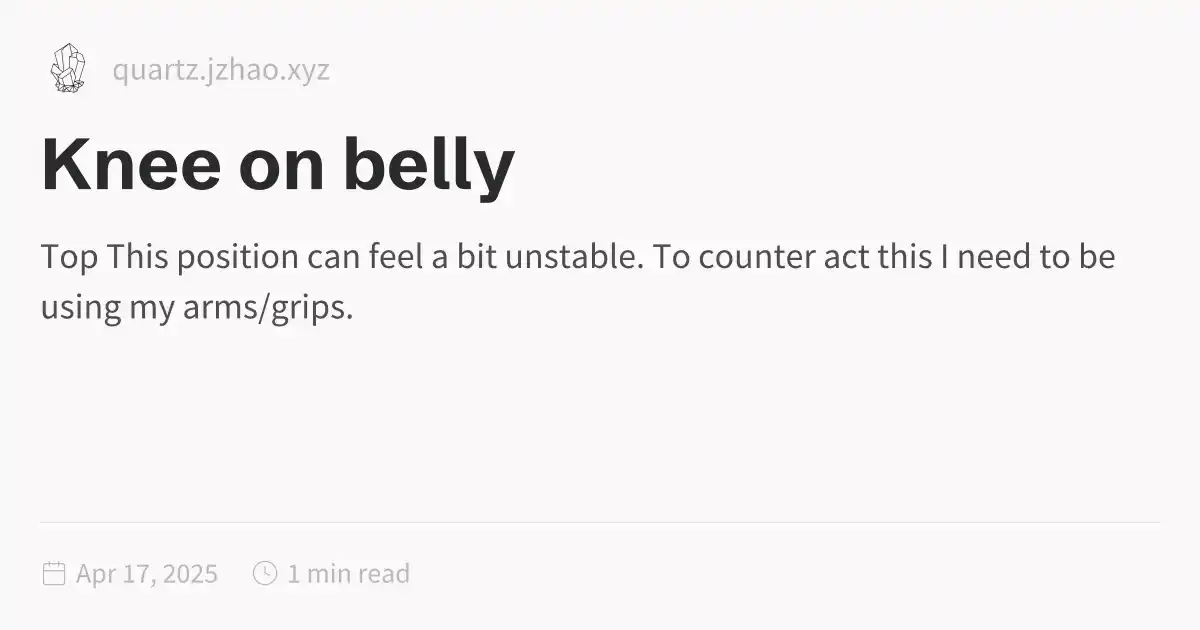 quartz.jzhao.xyz
Knee on belly
Top This position can feel a bit unstable. To counter act this I need to be
using my arms/grips.
Apr 17, 2025 1 min read